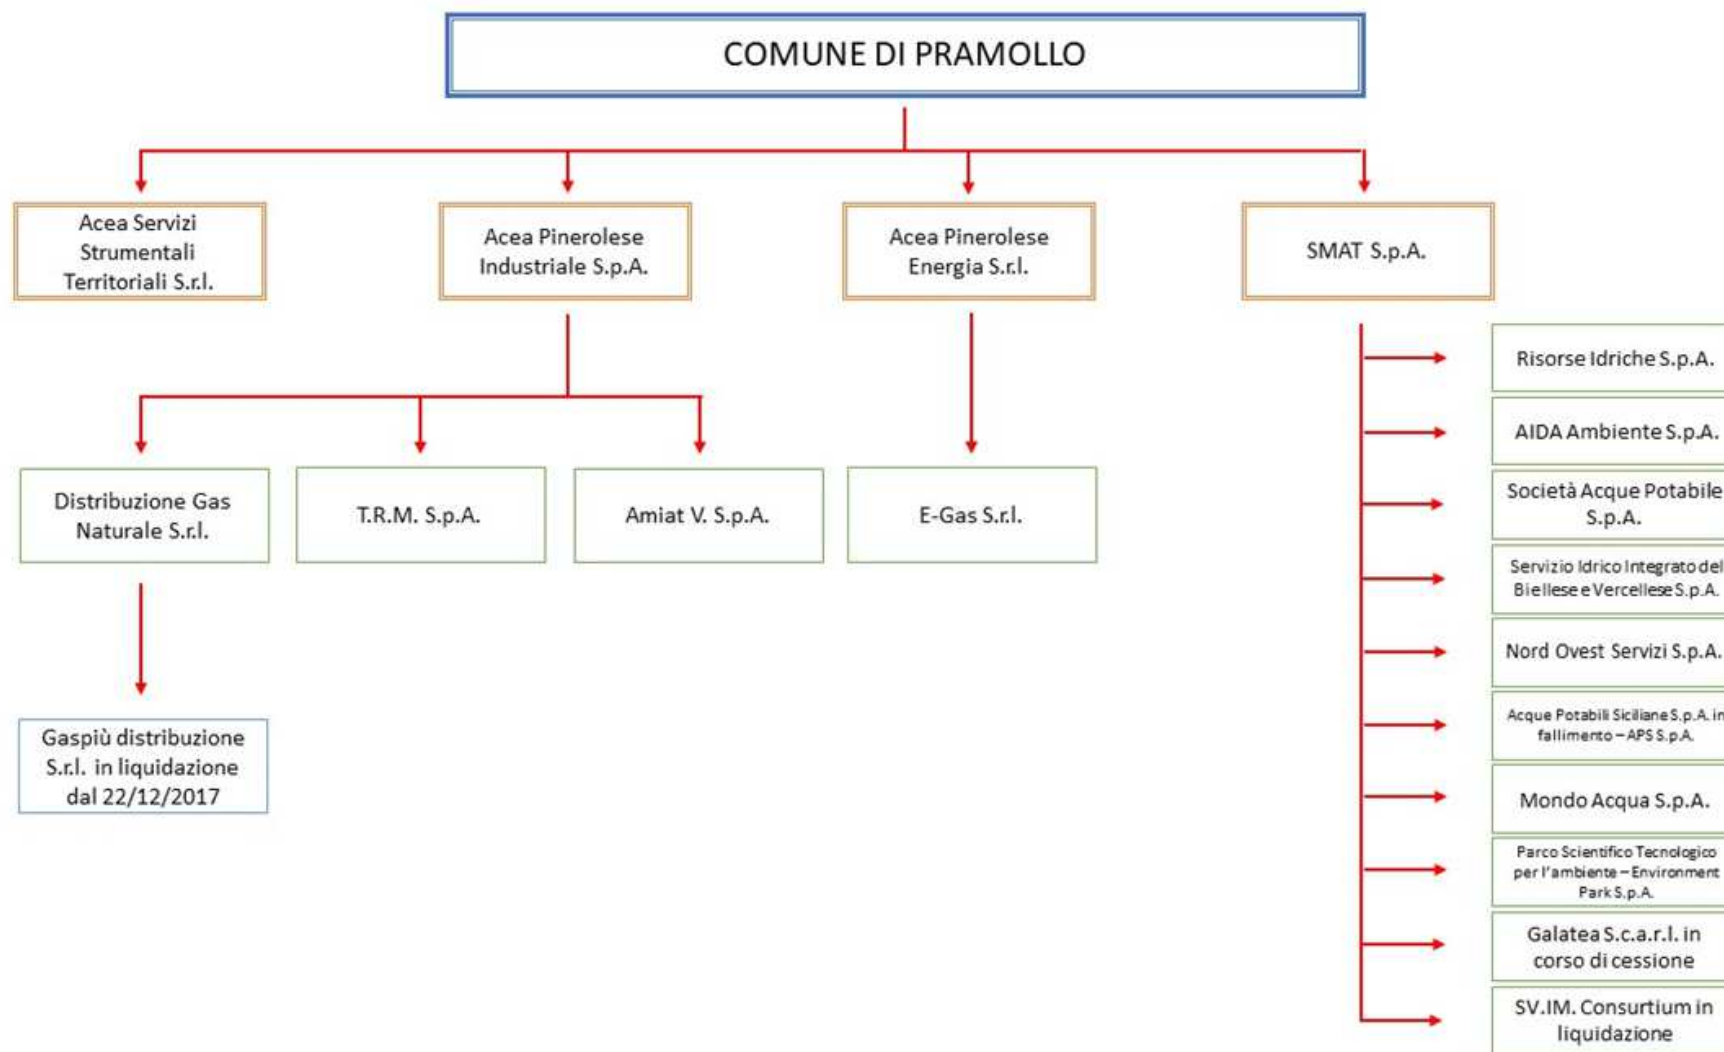 COMUNE DI PRAMOLLO
Acea Servizi
Strumentali
Territoriali S.r.l.
Acea Pinerolese
Industriale S.p.A.
Acea Pinerolese
Energia S.r.l.
SMAT S.p.A.
Distribuzione Gas
Naturale S.r.l.
T.R.M. S.p.A.
Amiat V. S.p.A.
E-Gas S.r.l.
Gaspiù distribuzione
S.r.l. in liquidazione
dal 22/12/2017
Risorse Idriche S.p.A.
AIDA Ambiente S.p.A.
Società Acque Potabile
S.p.A.
Servizio Idrico Integrato del
Biellese e Vercellese S.p.A.
Nord Ovest Servizi S.p.A.
Acque Potabili Siciliane S.p.A. in
fallimento – APS S.p.A.
Mondo Acqua S.p.A.
Parco Scientifico Tecnologico
per l'ambiente – Environment
Park S.p.A.
Galatea S.c.a.r.l. in
corso di cessione
SV.IM. Consurtium in
liquidazione